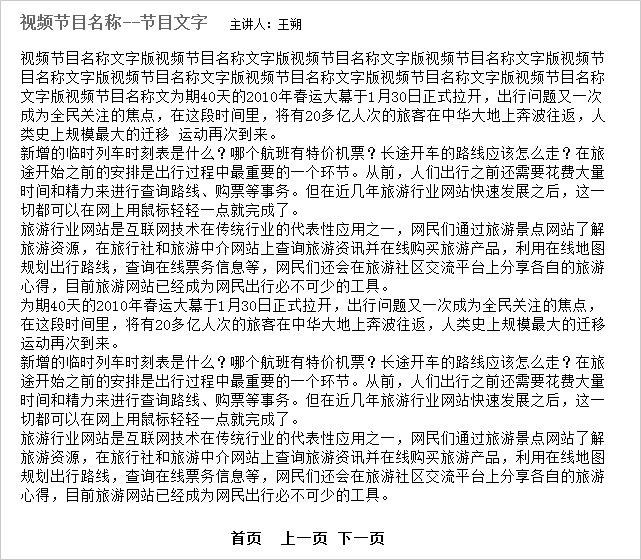 视频节目名称--节目文字 主讲人：王朔
视频节目名称文字版视频节目名称文字版视频节目名称文字版视频节目名称文字版视频节
目名称文字版视频节目名称文字版视频节目名称文字版视频节目名称文字版视频节目名称
文字版视频节目名称文为期40天的2010年春运大幕于1月30日正式拉开，出行问题又一次
成为全民关注的焦点，在这段时间里，将有20多亿人次的旅客在中华大地上奔波往返，人
类史上规模最大的迁移 运动再次到来。
新增的临时列车时刻表是什么？哪个航班有特价机票？长途开车的路线应该怎么走？在旅
途开始之前的安排是出行过程中最重要的一个环节。从前，人们出行之前还需要花费大量
时间和精力来进行查询路线、购票等事务。但在近几年旅游行业网站快速发展之后，这一
切都可以在网上用鼠标轻轻一点就完成了。
旅游行业网站是互联网技术在传统行业的代表性应用之一，网民们通过旅游景点网站了解
旅游资源，在旅行社和旅游中介网站上查询旅游资讯并在线购买旅游产品，利用在线地图
规划出行路线，查询在线票务信息等，网民们还会在旅游社区交流平台上分享各自的旅游
心得，目前旅游网站已经成为网民出行必不可少的工具。
为期40天的2010年春运大幕于1月30日正式拉开，出行问题又一次成为全民关注的焦点，
在这段时间里，将有20多亿人次的旅客在中华大地上奔波往返，人类史上规模最大的迁移
运动再次到来。
新增的临时列车时刻表是什么？哪个航班有特价机票？长途开车的路线应该怎么走？在旅
途开始之前的安排是出行过程中最重要的一个环节。从前，人们出行之前还需要花费大量
时间和精力来进行查询路线、购票等事务。但在近几年旅游行业网站快速发展之后，这一
切都可以在网上用鼠标轻轻一点就完成了。
旅游行业网站是互联网技术在传统行业的代表性应用之一，网民们通过旅游景点网站了解
旅游资源，在旅行社和旅游中介网站上查询旅游资讯并在线购买旅游产品，利用在线地图
规划出行路线，查询在线票务信息等，网民们还会在旅游社区交流平台上分享各自的旅游
心得，目前旅游网站已经成为网民出行必不可少的工具。
首页 上一页 下一页